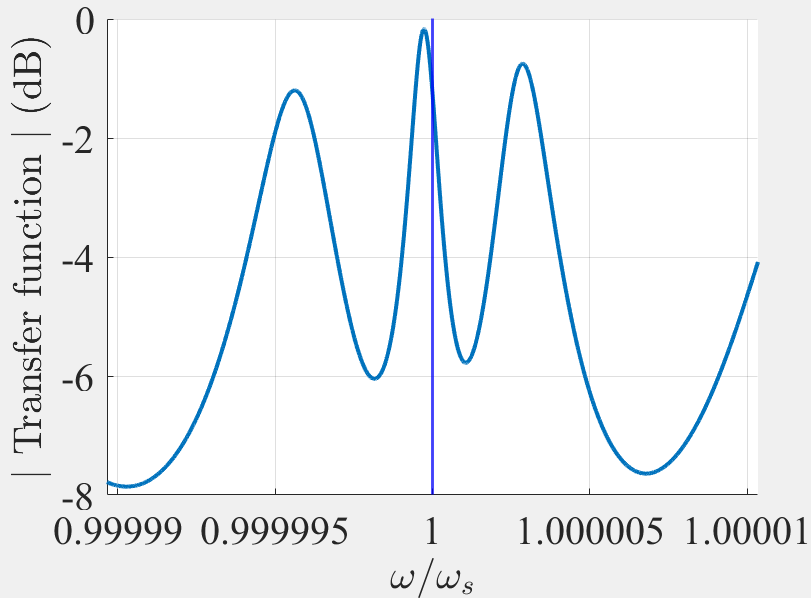 | Transfer function | (dB)
0
-2
-4
-6
-8
0.99999 0.999995 1 1.000005 1.00001
ω/ωₛ